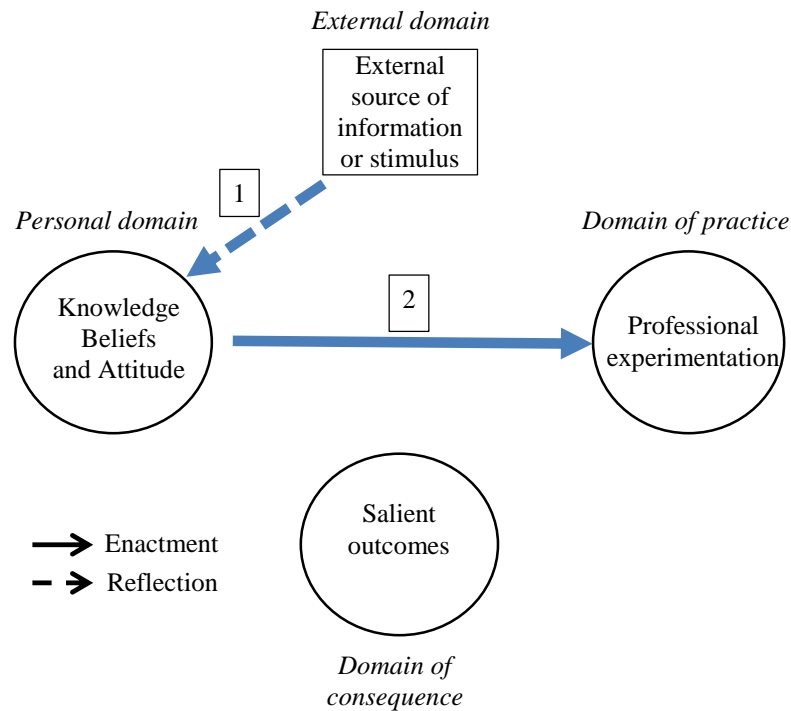 External domain
External
source of
information
or stimulus
1
Personal domain
Domain of practice
2
Knowledge
Beliefs
and Attitude
Professional
experimentation
Salient
outcomes
Enactment
Reflection
Domain of
consequence